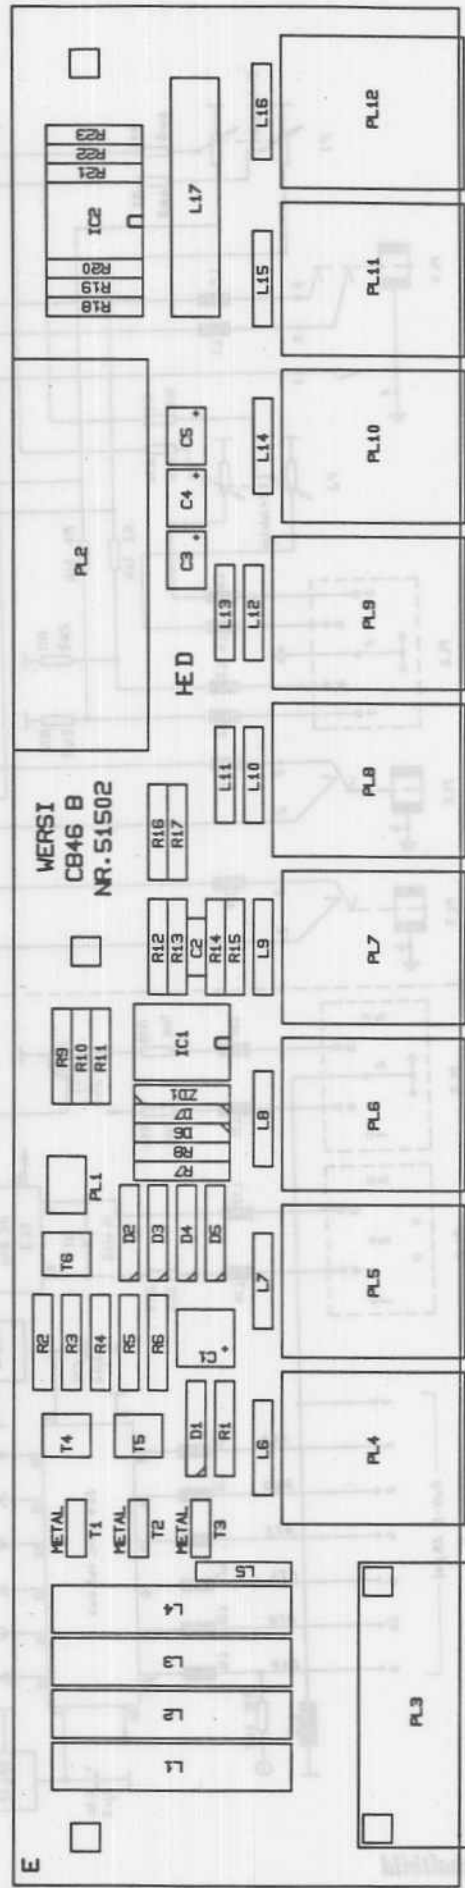 PL12
L16
R23
R22
R21
IC2
L17
R20
R19
R18
L15
PL11
PL2
C5
C4
C3
L14
PL10
L13
L12
PL9
HED
L11
L10
PL8
WERSI
CB46 B
NR.51502
R16
R17
R12
R13
C2
R14
R15
L9
PL7
R9
R10
R11
IC1
ZD1
D7
D6
R8
R7
L8
PL6
PL1
T6
D2
D3
D4
D5
L7
PL5
R2
R3
R4
R5
R6
C1
T4
T5
D1
R1
L6
PL4
METAL
T1
METAL
T2
METAL
T3
L5
L4
L3
L2
L1
PL3
E